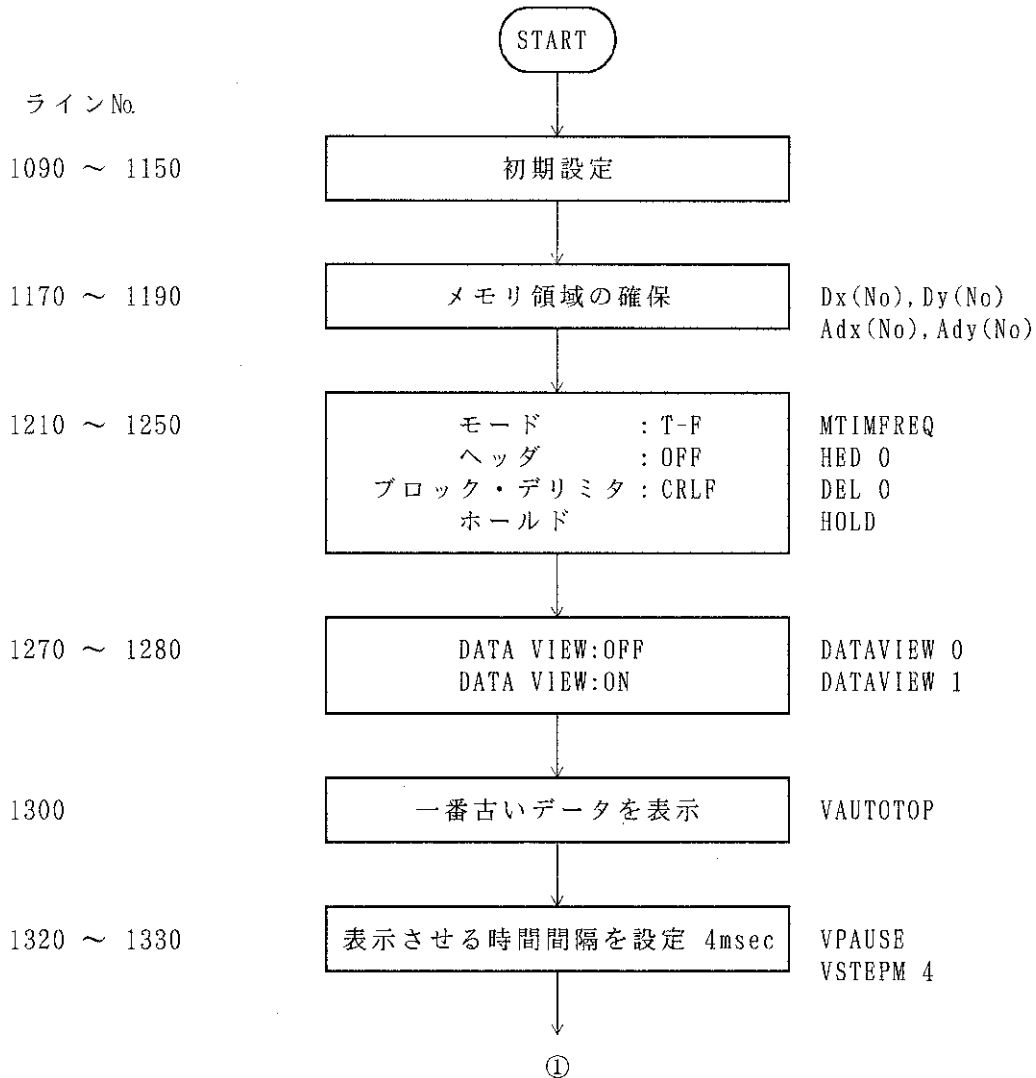 START
ラインNo.
1090 ～ 1150 初期設定
1170 ～ 1190 メモリ領域の確保 Dx(No),Dy(No)
Adx(No),Ady(No)
1210 ～ 1250 モード :T-F MTIMFREQ
ヘッダ :OFF HED 0
ブロック・デリミタ:CRLF DEL 0
ホールド HOLD
1270 ～ 1280 DATA VIEW:OFF DATAVIEW 0
DATA VIEW:ON DATAVIEW 1
1300 一番古いデータを表示 VAUTOTOP
1320 ～ 1330 表示させる時間間隔を設定 4msec VPAUSE
VSTEPM 4
①